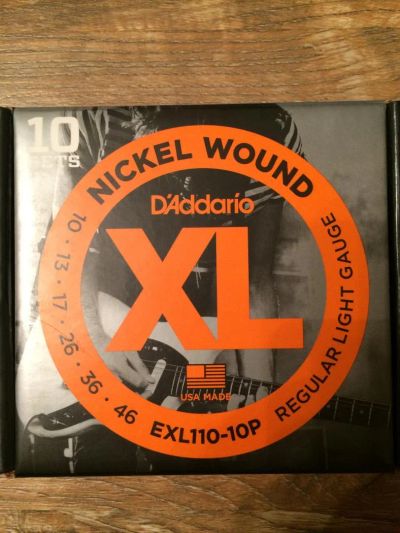 10
SETS
NICKEL WOUND
D'Addario
XL
10 · 13 · 17 · 26 · 36 · 46
REGULAR LIGHT GAUGE
USA MADE
EXL110-10P